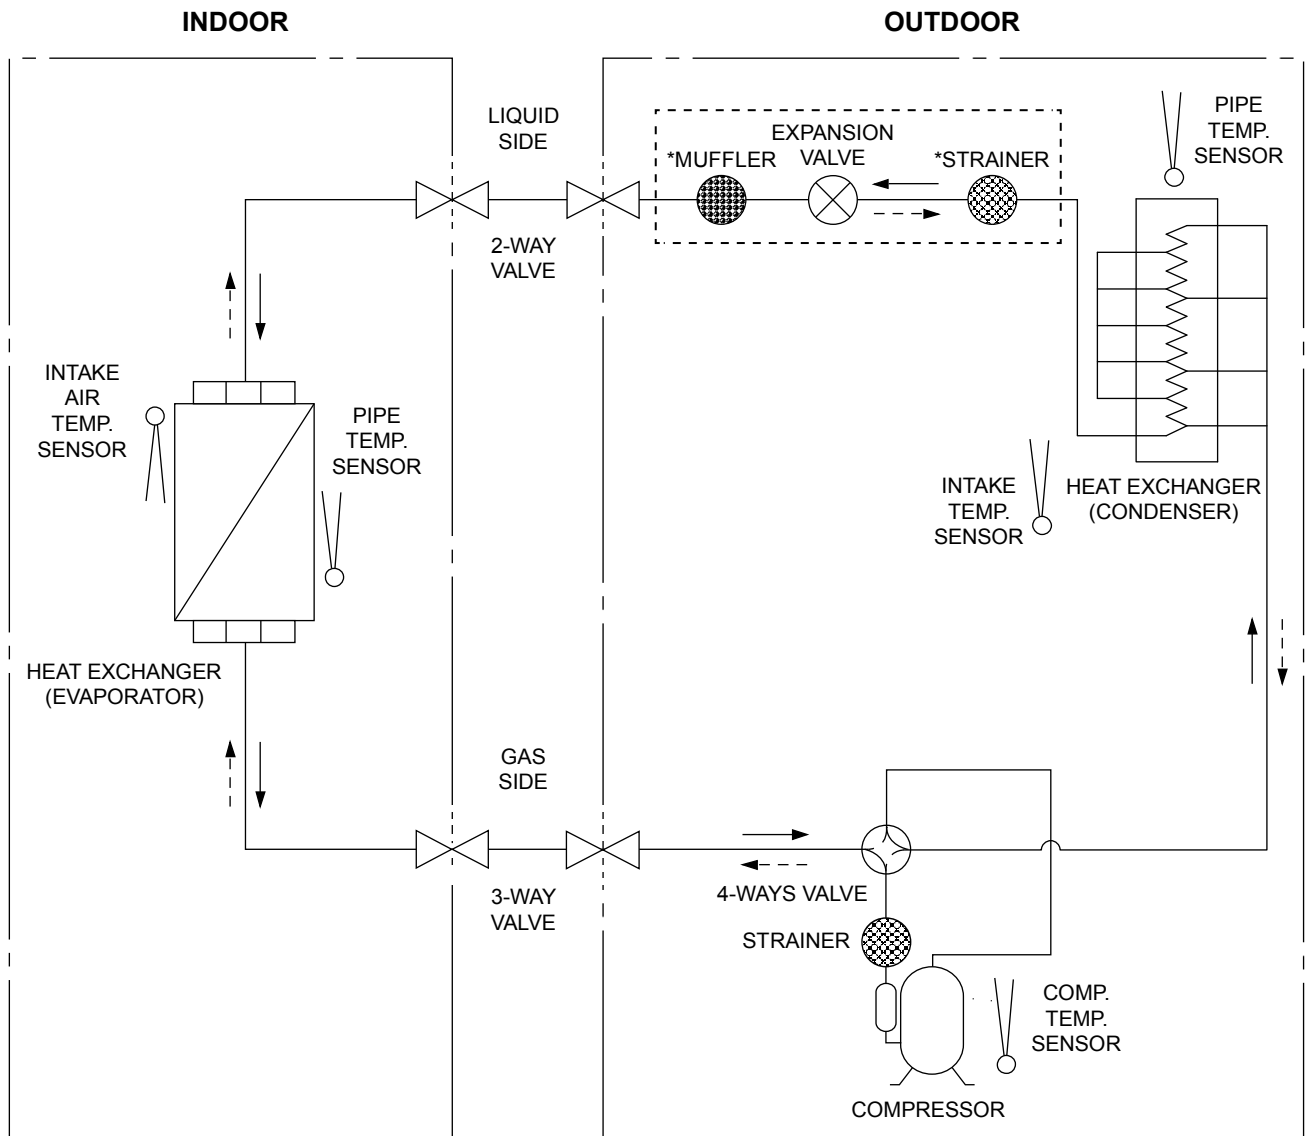 INDOOR
OUTDOOR
LIQUID
SIDE
2-WAY
VALVE
*MUFFLER
EXPANSION
VALVE
*STRAINER
PIPE
TEMP.
SENSOR
INTAKE
AIR
TEMP.
SENSOR
PIPE
TEMP.
SENSOR
INTAKE
TEMP.
SENSOR
HEAT EXCHANGER
(CONDENSER)
HEAT EXCHANGER
(EVAPORATOR)
GAS
SIDE
3-WAY
VALVE
4-WAYS VALVE
STRAINER
COMP.
TEMP.
SENSOR
COMPRESSOR